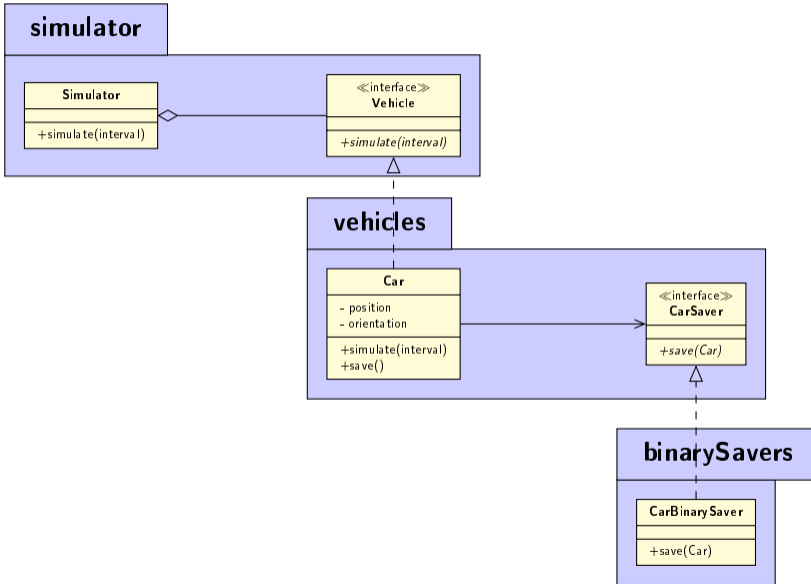 simulator
Simulator
+simulate(interval)
≪interface≫
Vehicle
+simulate(interval)
vehicles
Car
- position
- orientation
+simulate(interval)
+save()
≪interface≫
CarSaver
+save(Car)
binarySavers
CarBinarySaver
+save(Car)